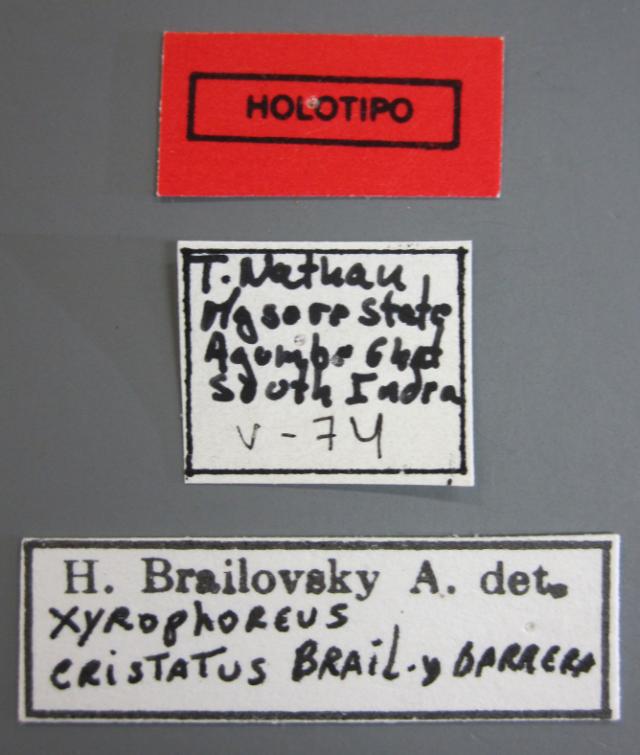 HOLOTIPO
T. Nathan
Mysore State
Agumbe Ghat
South India
V - 74
H. Brailovsky A. det.
XYROPHOREUS
CRISTATUS BRAIL. y BARRERA